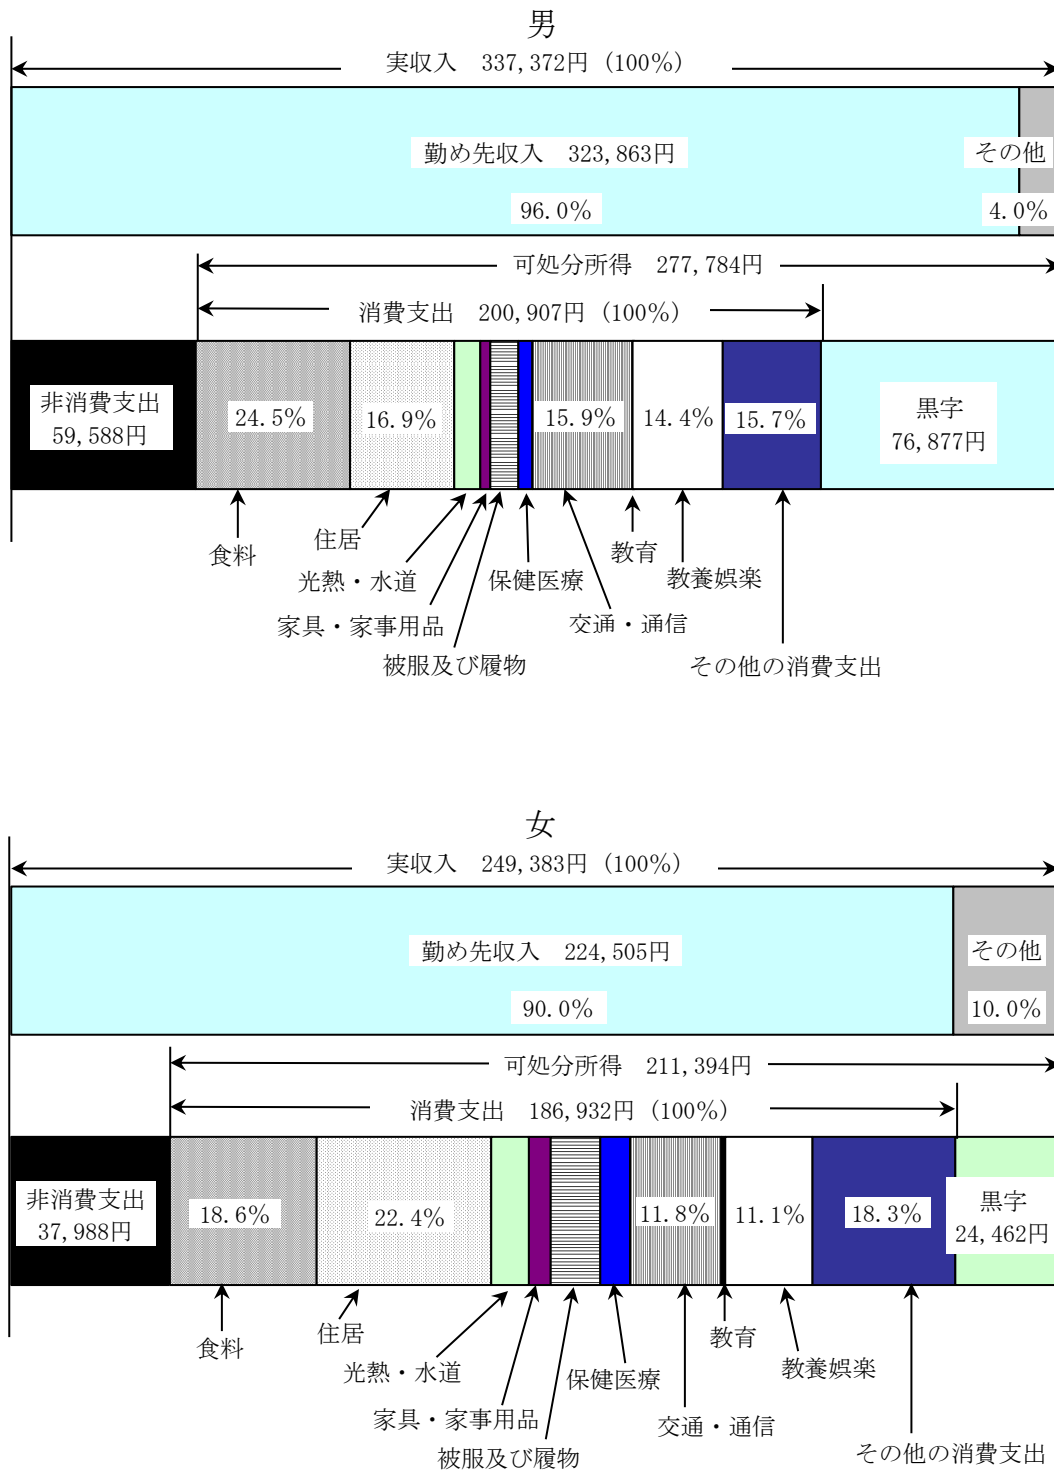 男
実収入 337,372円 (100%)
勤め先収入 323,863円
その他
96.0%
4.0%
可処分所得 277,784円
消費支出 200,907円 (100%)
非消費支出
59,588円
24.5%
16.9%
15.9%
14.4%
15.7%
黒字
76,877円
食料
住居
光熱・水道
家具・家事用品
被服及び履物
保健医療
交通・通信
教育
教養娯楽
その他の消費支出
女
実収入 249,383円 (100%)
勤め先収入 224,505円
その他
90.0%
10.0%
可処分所得 211,394円
消費支出 186,932円 (100%)
非消費支出
37,988円
18.6%
22.4%
11.8%
11.1%
18.3%
黒字
24,462円
食料
住居
光熱・水道
家具・家事用品
被服及び履物
保健医療
交通・通信
教育
教養娯楽
その他の消費支出